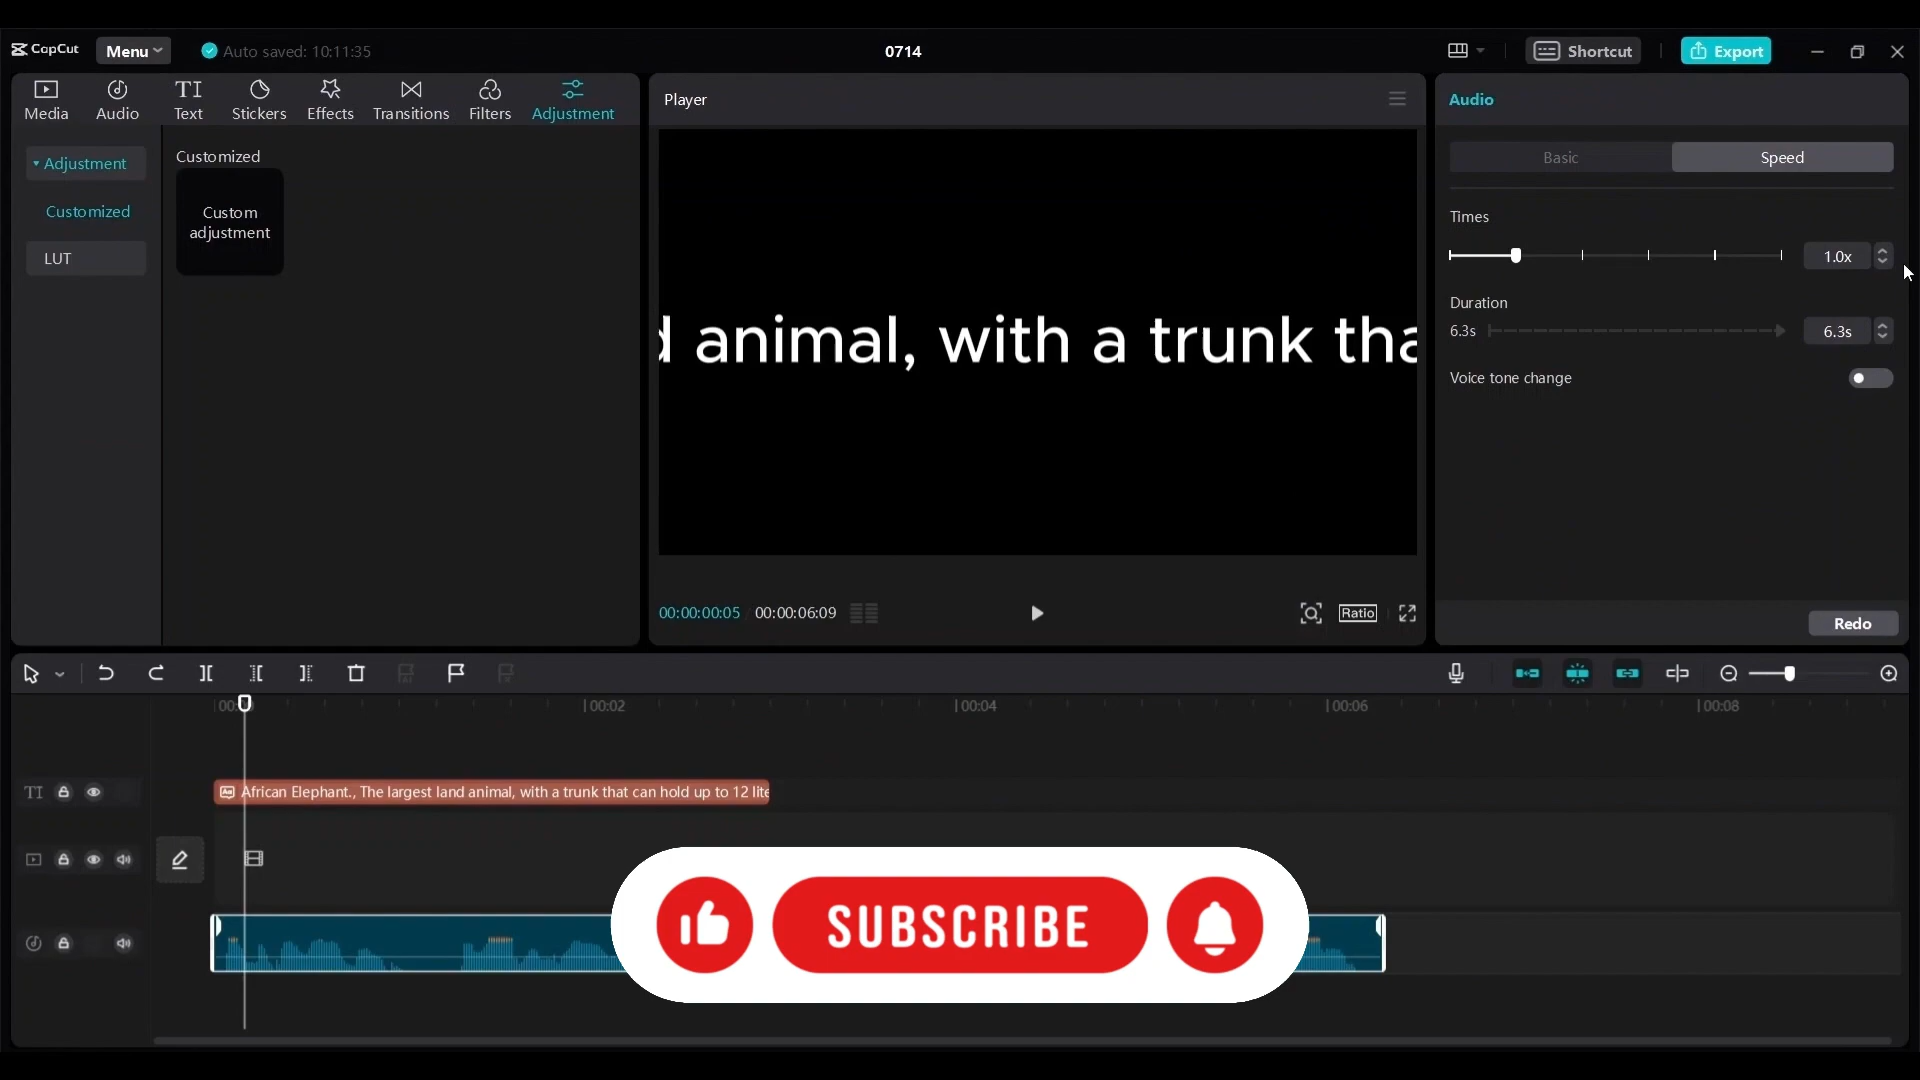 CapCut Menu Auto saved: 10:11:35 0714 Shortcut Export
Media Audio Text Stickers Effects Transitions Filters Adjustment
Adjustment
Customized
LUT
Customized
Custom
adjustment
Player
d animal, with a trunk tha
00:00:00:05 00:00:06:09 Ratio
Audio
Basic Speed
Times
1.0x
Duration
6.3s 6.3s
Voice tone change
Redo
00:02 00:04 00:06 00:08
TI African Elephant., The largest land animal, with a trunk that can hold up to 12 lite
SUBSCRIBE